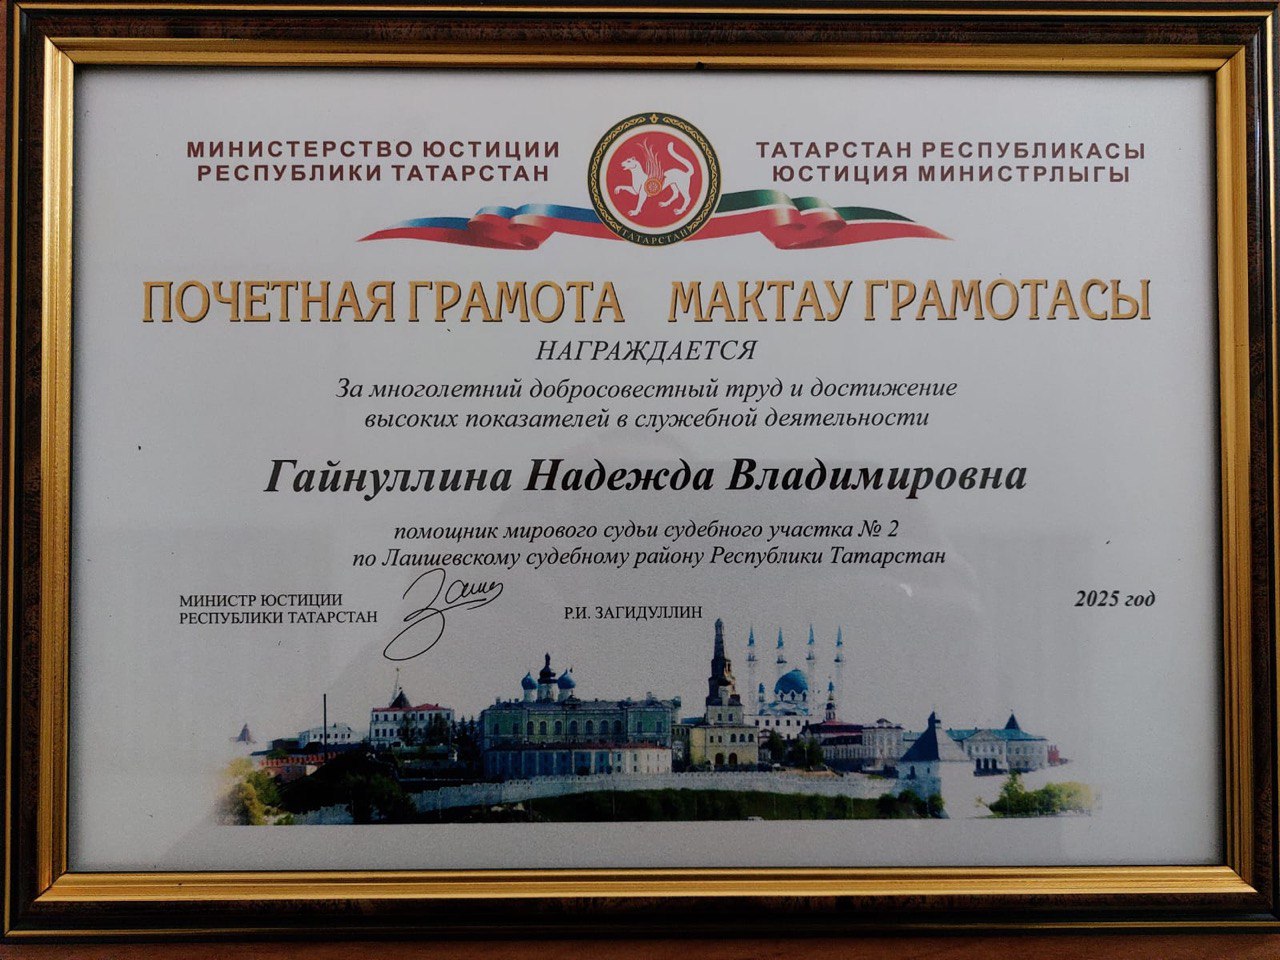 МИНИСТЕРСТВО ЮСТИЦИИ
РЕСПУБЛИКИ ТАТАРСТАН
ТАТАРСТАН РЕСПУБЛИКАСЫ
ЮСТИЦИЯ МИНИСТРЛЫГЫ
ТАТАРСТАН
ПОЧЕТНАЯ ГРАМОТА МАКТАУ ГРАМОТАСЫ
НАГРАЖДАЕТСЯ
За многолетний добросовестный труд и достижение
высоких показателей в служебной деятельности
Гайнуллина Надежда Владимировна
помощник мирового судьи судебного участка № 2
по Лаишевскому судебному району Республики Татарстан
МИНИСТР ЮСТИЦИИ
РЕСПУБЛИКИ ТАТАРСТАН
Р.И. ЗАГИДУЛЛИН
2025 год